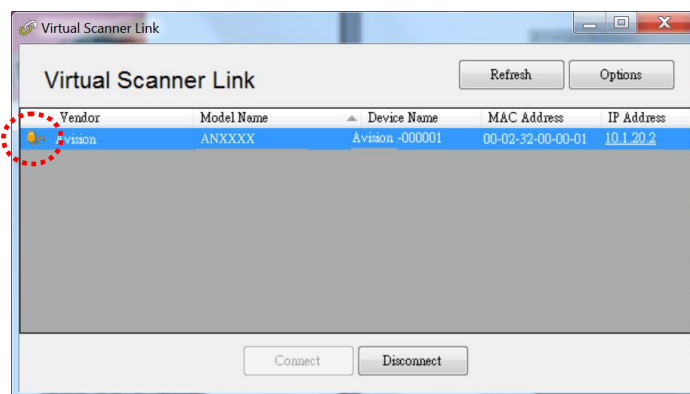 Virtual Scanner Link
Virtual Scanner Link
Refresh
Options
Vendor Model Name Device Name MAC Address IP Address
Avision ANXXXX Avision -000001 00-02-32-00-00-01 10.1.20.2
Connect
Disconnect